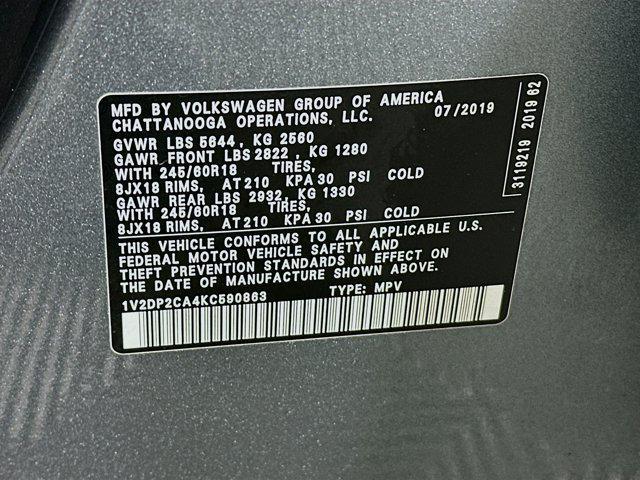 MFD BY VOLKSWAGEN GROUP OF AMERICA
CHATTANOOGA OPERATIONS, LLC. 07/2019
GVWR LBS 5644 , KG 2560
GAWR FRONT LBS 2822 , KG 1280
WITH 245/60R18 TIRES,
8JX18 RIMS, AT 210 KPA 30 PSI COLD
GAWR REAR LBS 2932, KG 1330
WITH 245/60R18 TIRES,
8JX18 RIMS, AT 210 KPA 30 PSI COLD
THIS VEHICLE CONFORMS TO ALL APPLICABLE U.S.
FEDERAL MOTOR VEHICLE SAFETY AND
THEFT PREVENTION STANDARDS IN EFFECT ON
THE DATE OF MANUFACTURE SHOWN ABOVE.
1V2DP2CA4KC590863 TYPE: MPV
3119219 2019 62